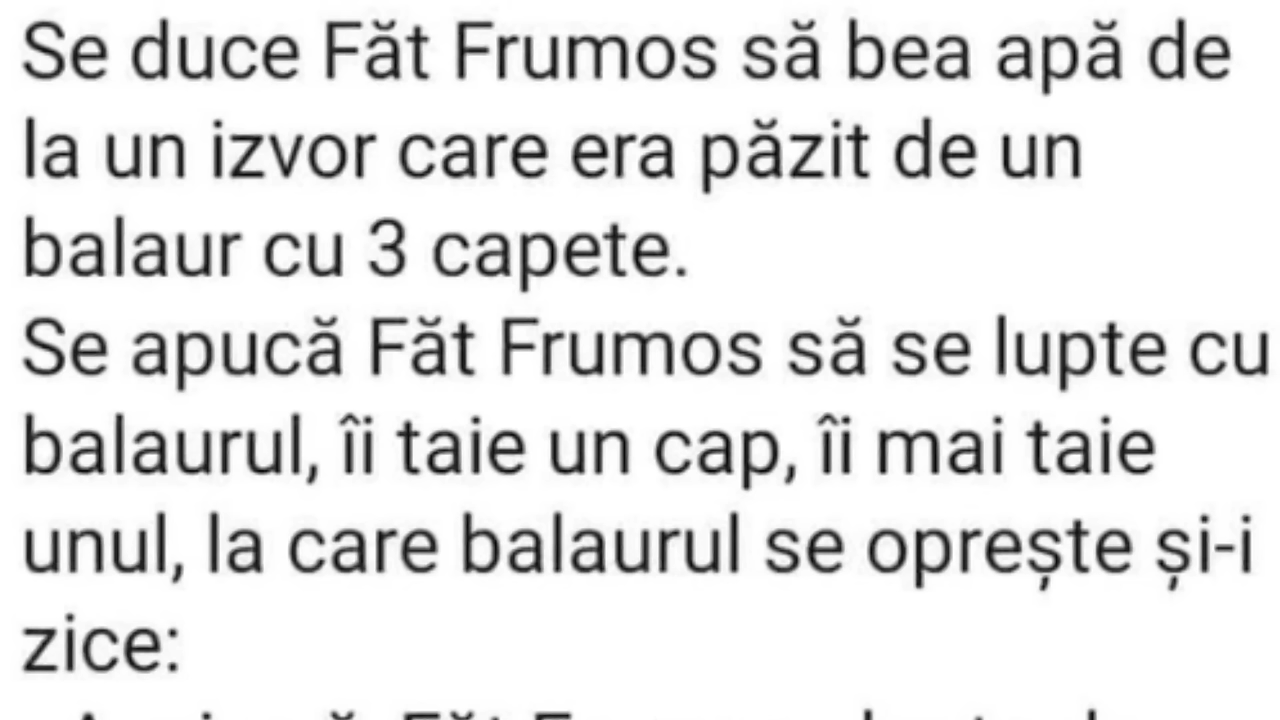 Se duce Făt Frumos să bea apă de
la un izvor care era păzit de un
balaur cu 3 capete.
Se apucă Făt Frumos să se lupte cu
balaurul, îi taie un cap, îi mai taie
unul, la care balaurul se oprește și-i
zice: